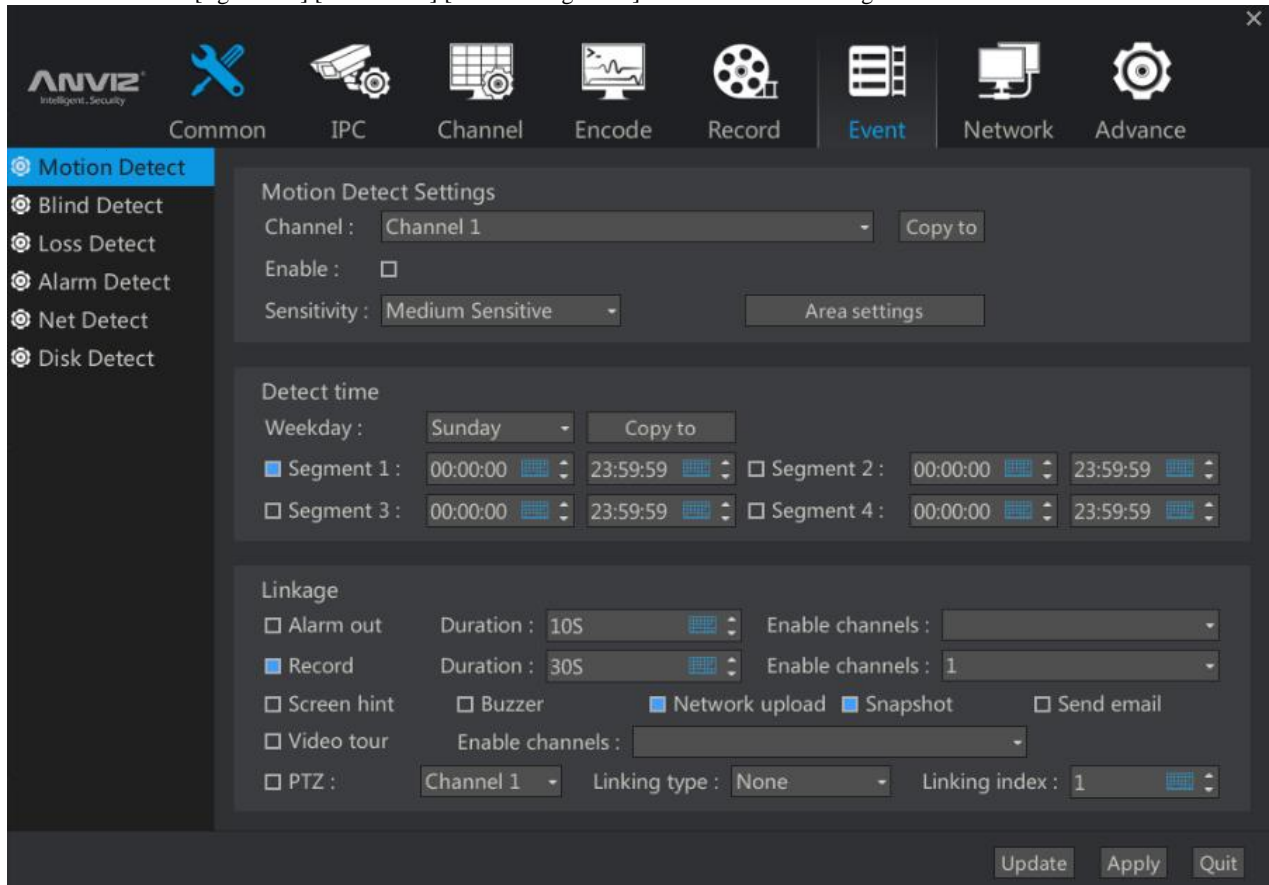 ANVIZ
Intelligent. Security
Common IPC Channel Encode Record Event Network Advance
Motion Detect
Blind Detect
Loss Detect
Alarm Detect
Net Detect
Disk Detect
Motion Detect Settings
Channel : Channel 1 Copy to
Enable :
Sensitivity : Medium Sensitive Area settings
Detect time
Weekday : Sunday Copy to
Segment 1 : 00:00:00 23:59:59 Segment 2 : 00:00:00 23:59:59
Segment 3 : 00:00:00 23:59:59 Segment 4 : 00:00:00 23:59:59
Linkage
Alarm out Duration : 10S Enable channels :
Record Duration : 30S Enable channels : 1
Screen hint Buzzer Network upload Snapshot Send email
Video tour Enable channels :
PTZ : Channel 1 Linking type : None Linking index : 1
Update Apply Quit